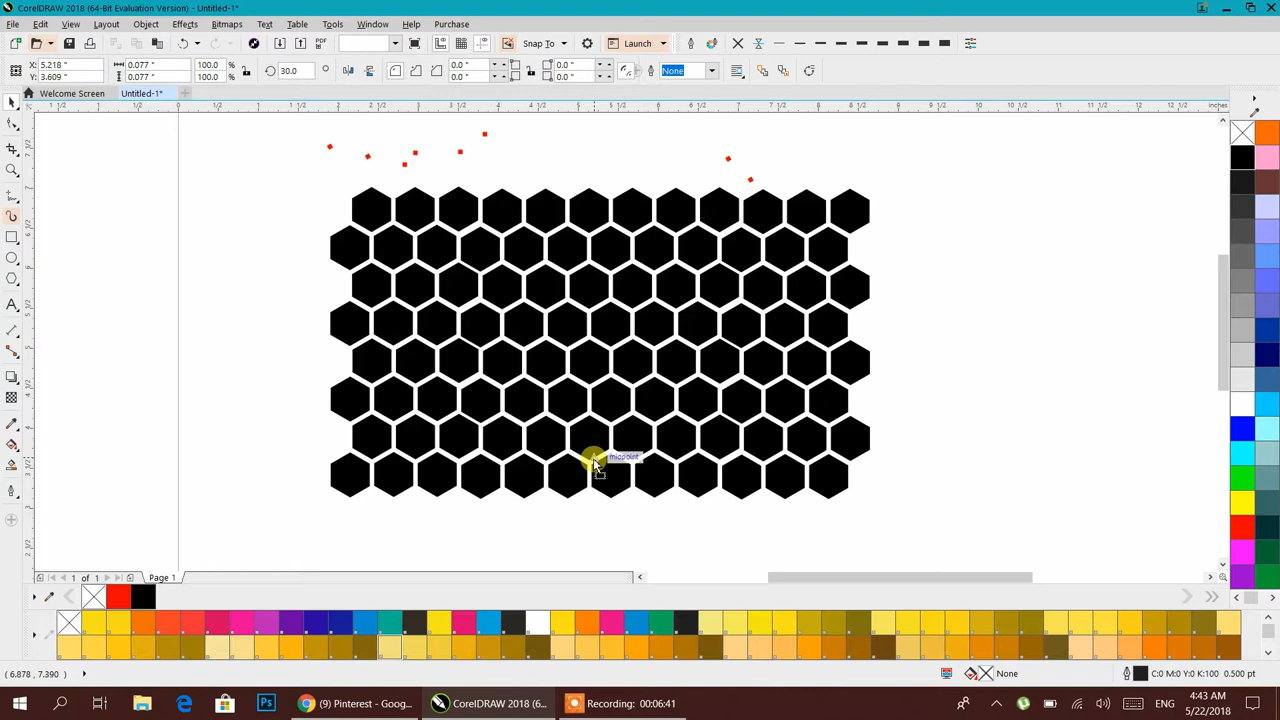 CorelDRAW 2018 (64-Bit Evaluation Version) - Untitled-1*
File Edit View Layout Object Effects Bitmaps Text Table Tools Window Help Purchase
PDF Snap To Launch
X: 5.218 " 0.077 " 100.0 % 30.0 ° 0.0 " 0.0 " None
Y: 3.609 " 0.077 " 100.0 % 0.0 " 0.0 "
Welcome Screen Untitled-1*
inches
midpoint
1 of 1 Page 1
( 6.878 , 7.390 ) None C:0 M:0 Y:0 K:100 0.500 pt
(9) Pinterest - Goog... CorelDRAW 2018 (6... Recording: 00:06:41 ENG 4:43 AM
5/22/2018